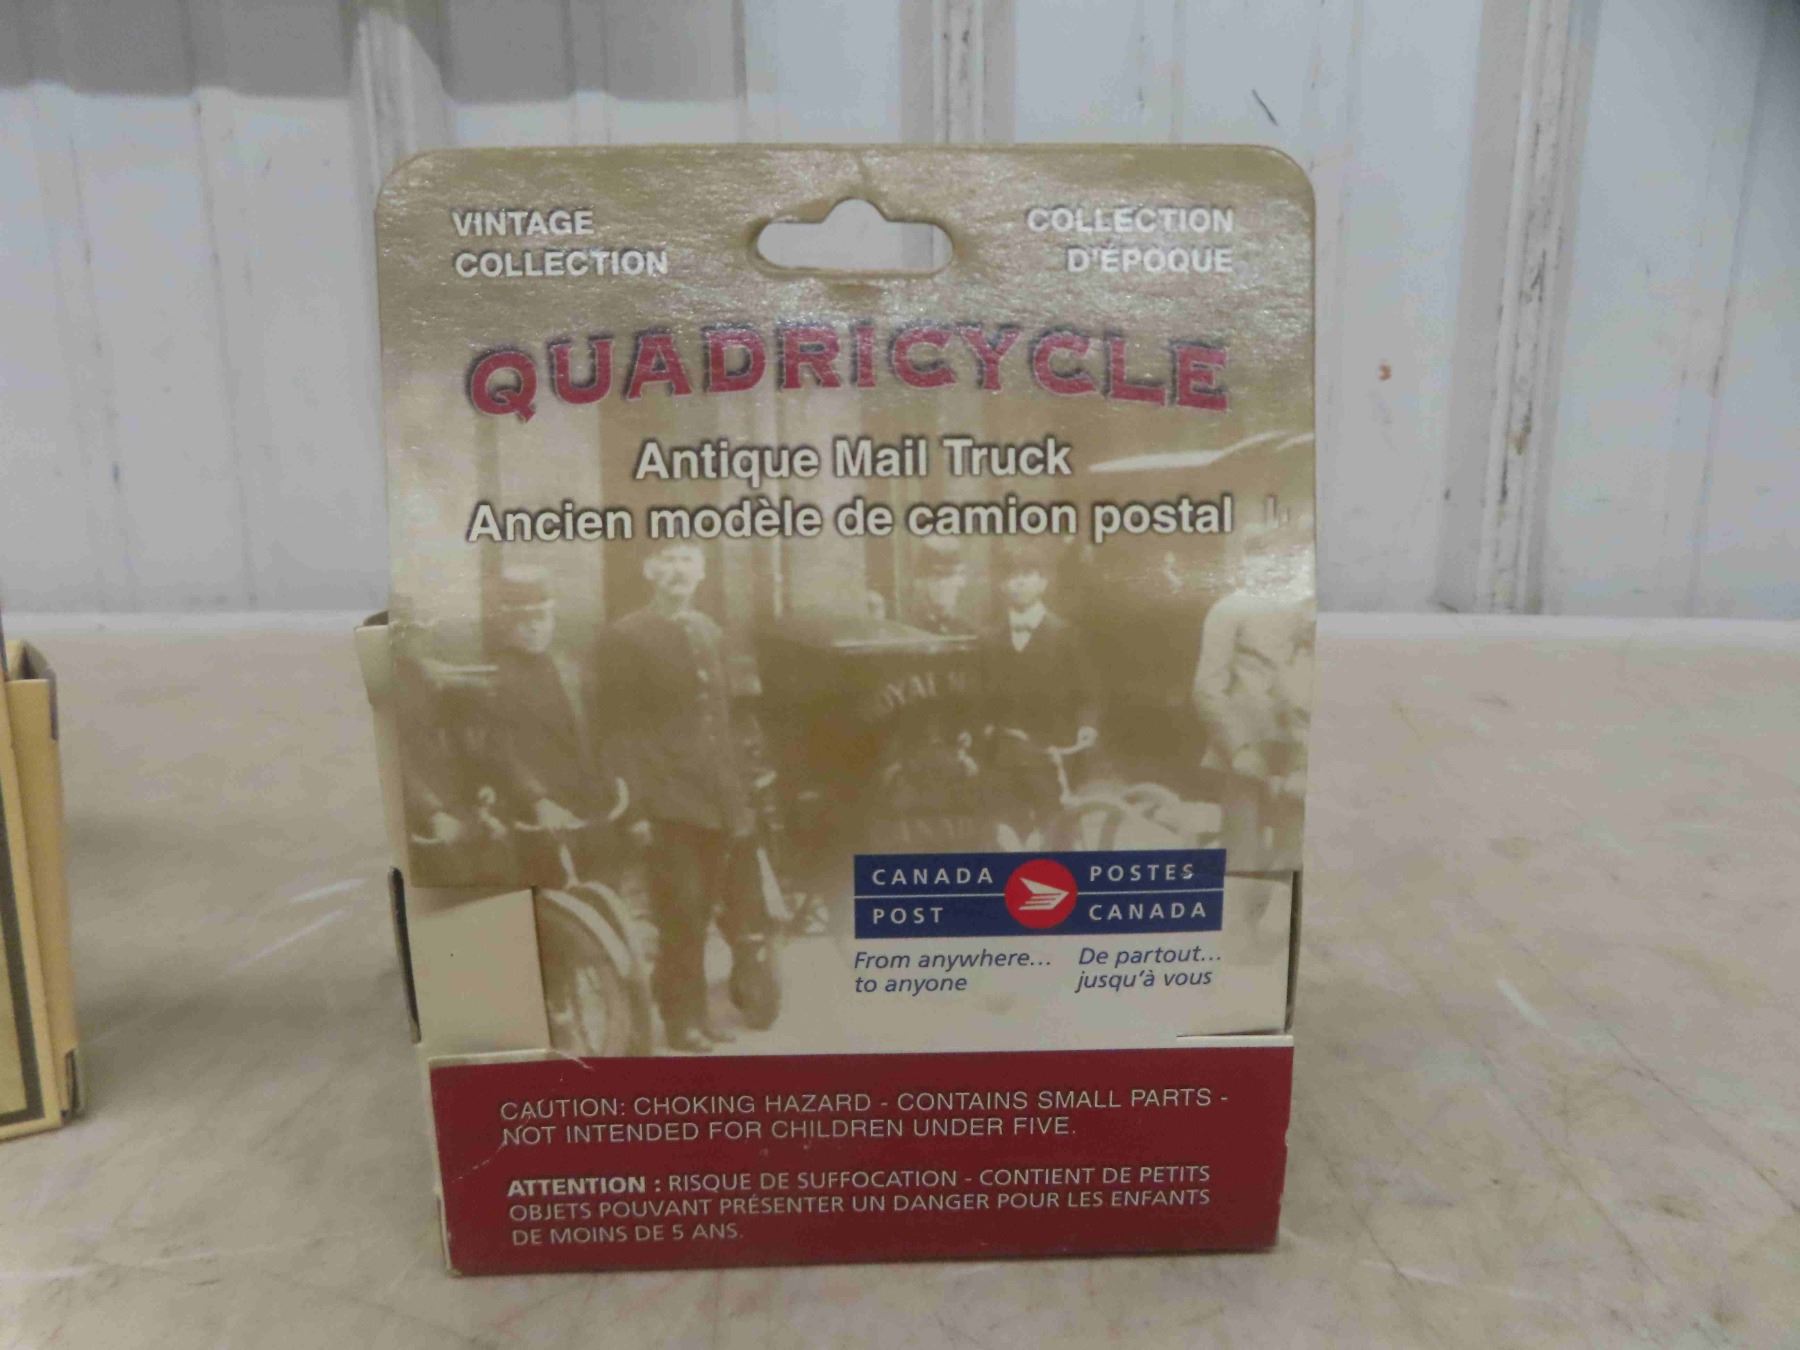 VINTAGE
COLLECTION
COLLECTION
D'ÉPOQUE
QUADRICYCLE
Antique Mail Truck
Ancien modèle de camion postal
CANADA
POST
POSTES
CANADA
From anywhere...
to anyone
De partout...
jusqu'à vous
CAUTION: CHOKING HAZARD - CONTAINS SMALL PARTS -
NOT INTENDED FOR CHILDREN UNDER FIVE.
ATTENTION : RISQUE DE SUFFOCATION - CONTIENT DE PETITS
OBJETS POUVANT PRÉSENTER UN DANGER POUR LES ENFANTS
DE MOINS DE 5 ANS.